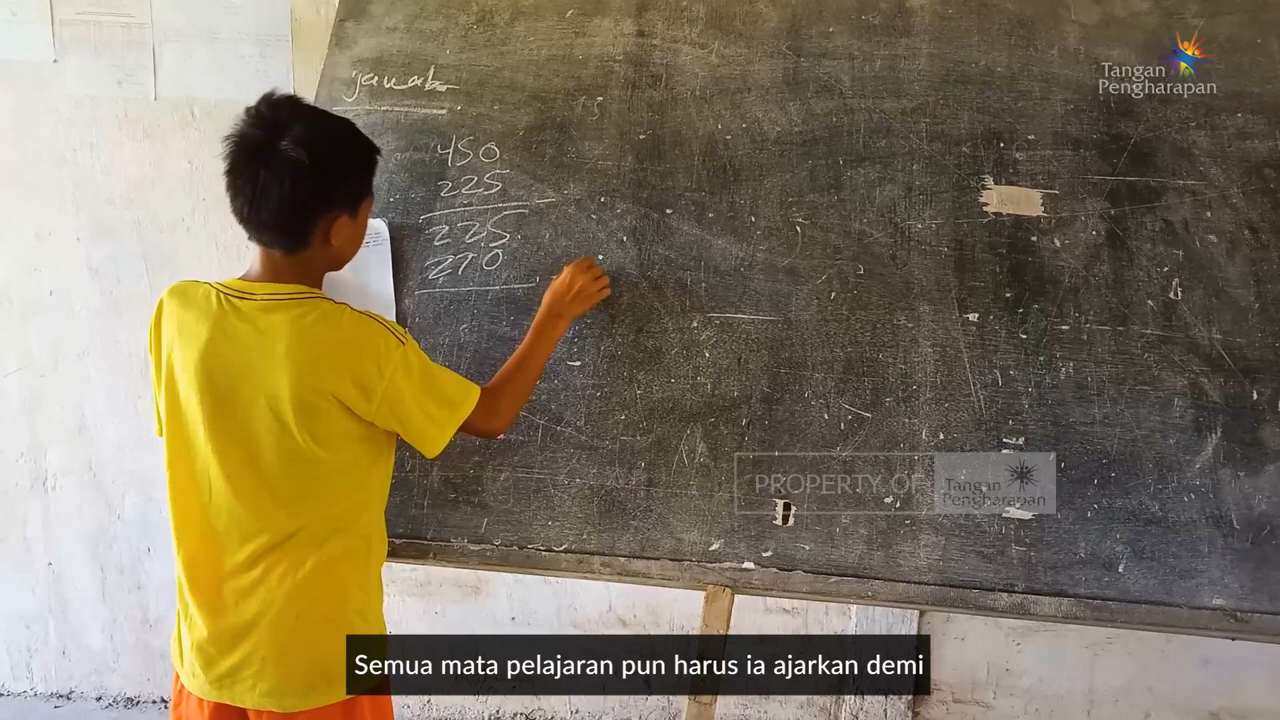 Tangan
Pengharapan
jawab
450
225
225
270
PROPERTY OF
Tangan
Pengharapan
Semua mata pelajaran pun harus ia ajarkan demi